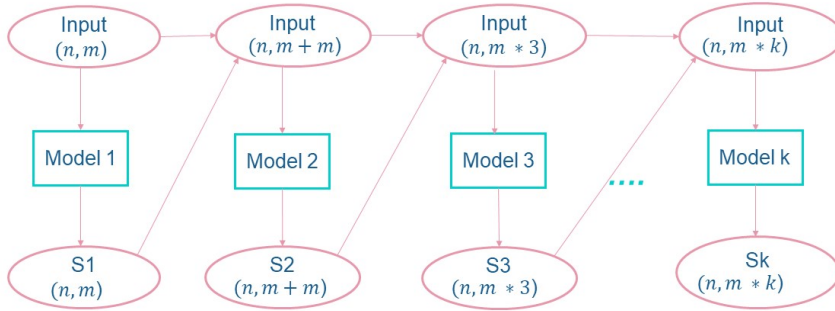 Input
(n, m)
Input
(n, m + m)
Input
(n, m * 3)
Input
(n, m * k)
Model 1
Model 2
Model 3
Model k
....
S1
(n, m)
S2
(n, m + m)
S3
(n, m * 3)
Sk
(n, m * k)